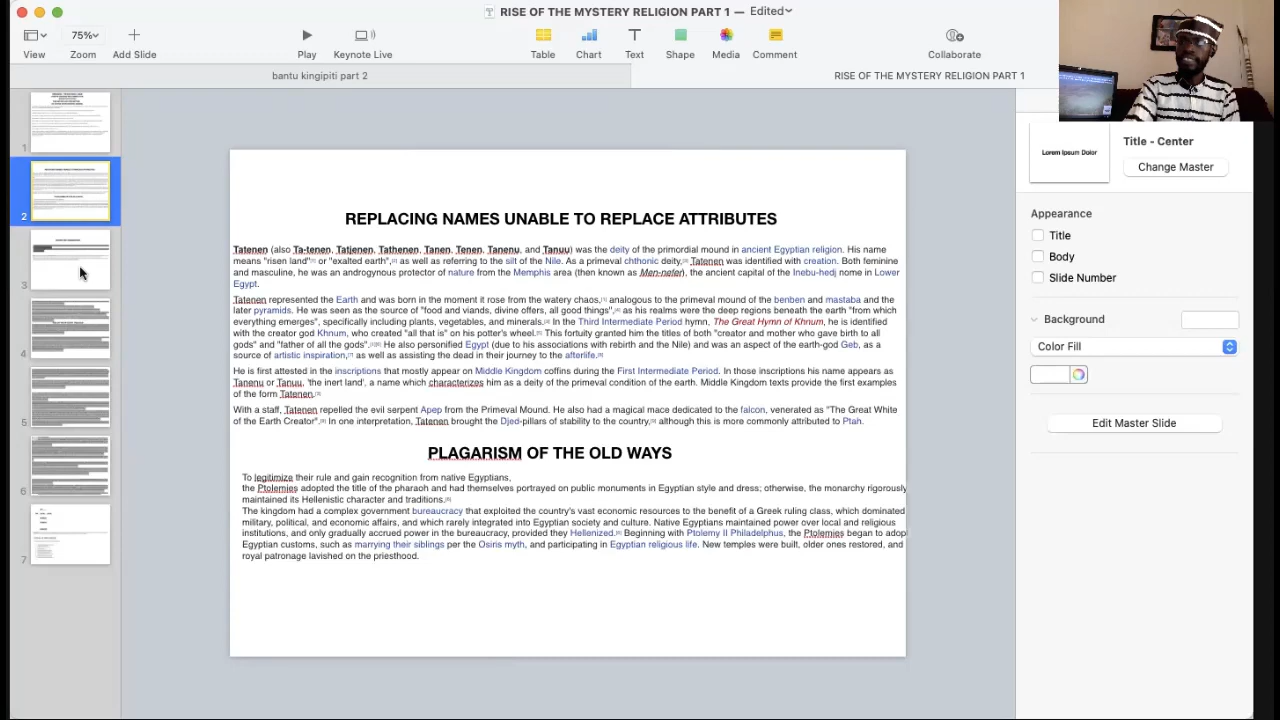 RISE OF THE MYSTERY RELIGION PART 1 — Edited
75%
View
Zoom
Add Slide
Play
Keynote Live
Table
Chart
Text
Shape
Media
Comment
Collaborate
bantu kingipiti part 2
RISE OF THE MYSTERY RELIGION PART 1
1
2
3
4
5
6
7
REPLACING NAMES UNABLE TO REPLACE ATTRIBUTES
Tatenen (also Ta-tenen, Tatjenen, Tathenen, Tanen, Tenen, Tanenu, and Tanuu) was the deity of the primordial mound in ancient Egyptian religion. His name
means "risen land" or "exalted earth", as well as referring to the silt of the Nile. As a primeval chthonic deity, Tatenen was identified with creation. Both feminine
and masculine, he was an androgynous protector of nature from the Memphis area (then known as Men-nefer), the ancient capital of the Inebu-hedj nome in Lower
Egypt.
Tatenen represented the Earth and was born in the moment it rose from the watery chaos, analogous to the primeval mound of the benben and mastaba and the
later pyramids. He was seen as the source of "food and viands, divine offers, all good things", as his realms were the deep regions beneath the earth "from which
everything emerges", specifically including plants, vegetables, and minerals. In the Third Intermediate Period hymn, The Great Hymn of Khnum, he is identified
with the creator god Khnum, who created "all that is" on his potter's wheel. This fortuity granted him the titles of both "creator and mother who gave birth to all
gods" and "father of all the gods". He also personified Egypt (due to his associations with rebirth and the Nile) and was an aspect of the earth-god Geb, as a
source of artistic inspiration, as well as assisting the dead in their journey to the afterlife.
He is first attested in the inscriptions that mostly appear on Middle Kingdom coffins during the First Intermediate Period. In those inscriptions his name appears as
Tanenu or Tanuu, 'the inert land', a name which characterizes him as a deity of the primeval condition of the earth. Middle Kingdom texts provide the first examples
of the form Tatenen.
With a staff, Tatenen repelled the evil serpent Apep from the Primeval Mound. He also had a magical mace dedicated to the falcon, venerated as "The Great White
of the Earth Creator". In one interpretation, Tatenen brought the Djed-pillars of stability to the country, although this is more commonly attributed to Ptah.
PLAGARISM OF THE OLD WAYS
To legitimize their rule and gain recognition from native Egyptians,
the Ptolemies adopted the title of the pharaoh and had themselves portrayed on public monuments in Egyptian style and dress; otherwise, the monarchy rigorously
maintained its Hellenistic character and traditions.
The kingdom had a complex government bureaucracy that exploited the country's vast economic resources to the benefit of a Greek ruling class, which dominated
military, political, and economic affairs, and which rarely integrated into Egyptian society and culture. Native Egyptians maintained power over local and religious
institutions, and only gradually accrued power in the bureaucracy, provided they Hellenized. Beginning with Ptolemy II Philadelphus, the Ptolemies began to adopt
Egyptian customs, such as marrying their siblings per the Osiris myth, and participating in Egyptian religious life. New temples were built, older ones restored, and
royal patronage lavished on the priesthood.
Lorem Ipsum Dolor
Title - Center
Change Master
Appearance
Title
Body
Slide Number
Background
Color Fill
Edit Master Slide